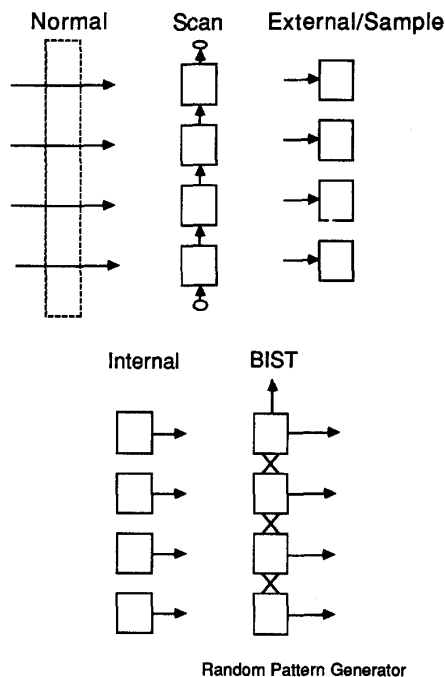 Normal
Scan
External/Sample
Internal
BIST
Random Pattern Generator